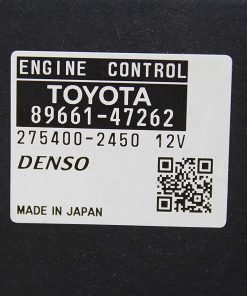 ENGINE CONTROL
TOYOTA
89661-47262
275400-2450 12V
DENSO
MADE IN JAPAN